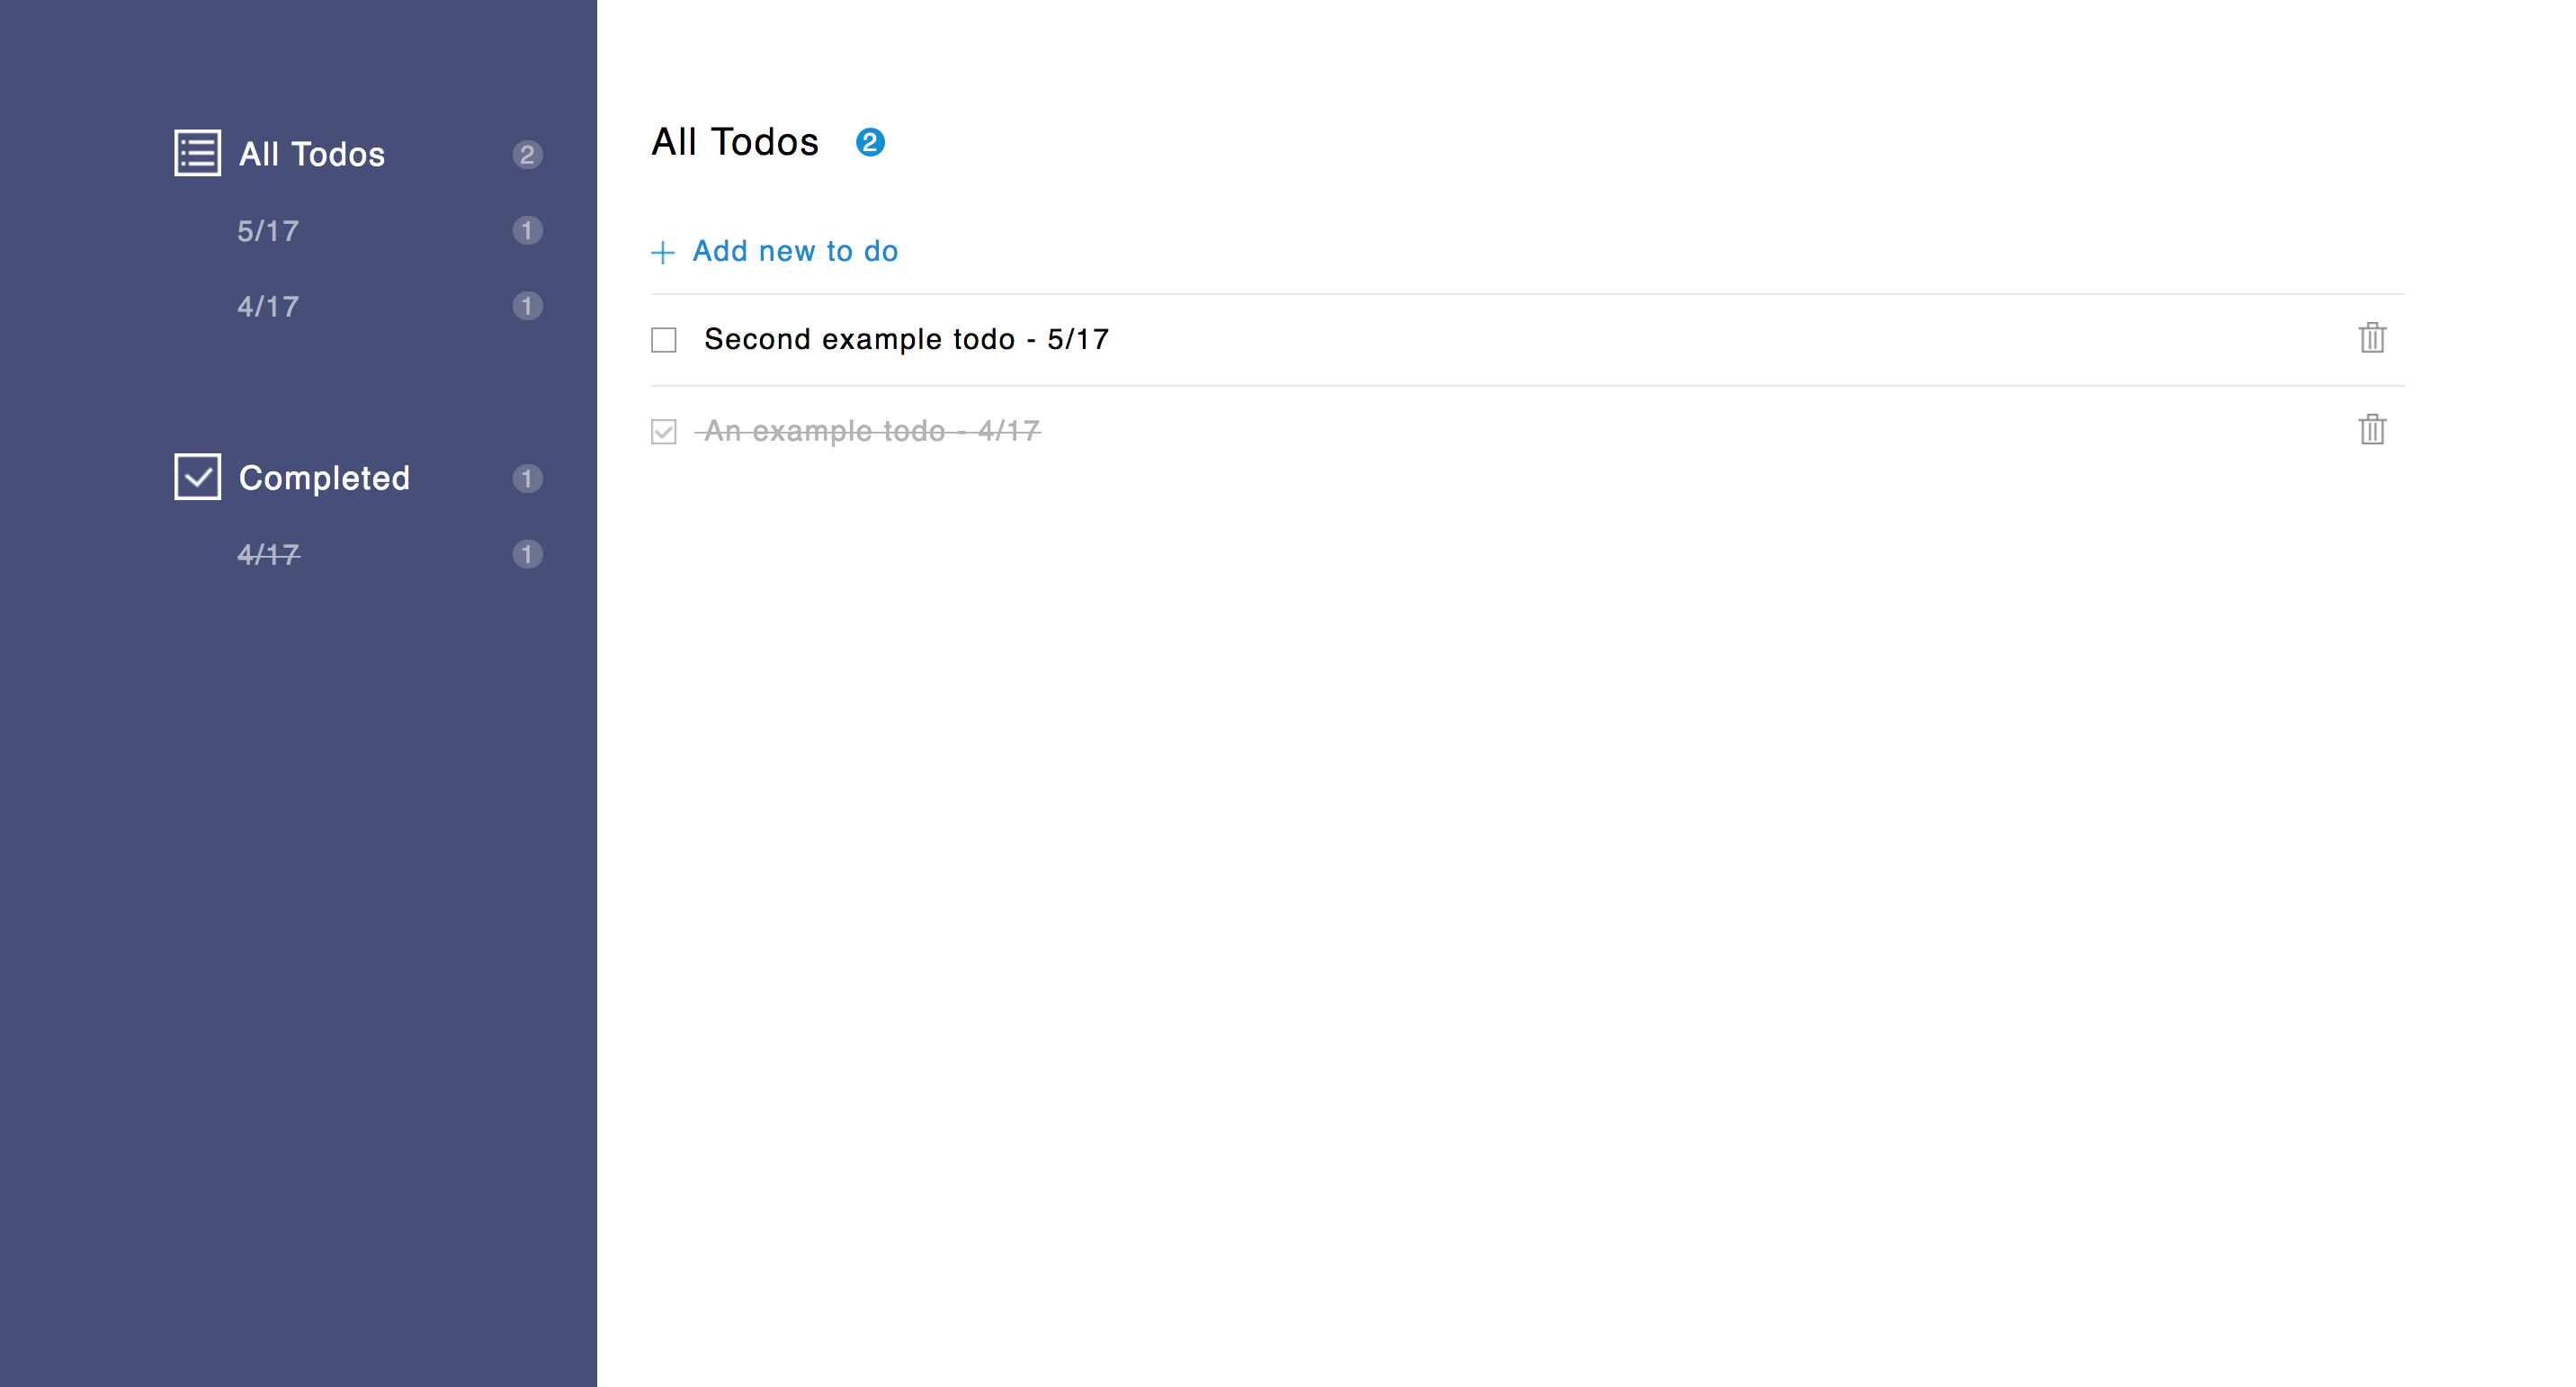 All Todos 2
5/17 1
4/17 1
Completed 1
4/17 1
All Todos 2
Add new to do
Second example todo - 5/17
An example todo - 4/17